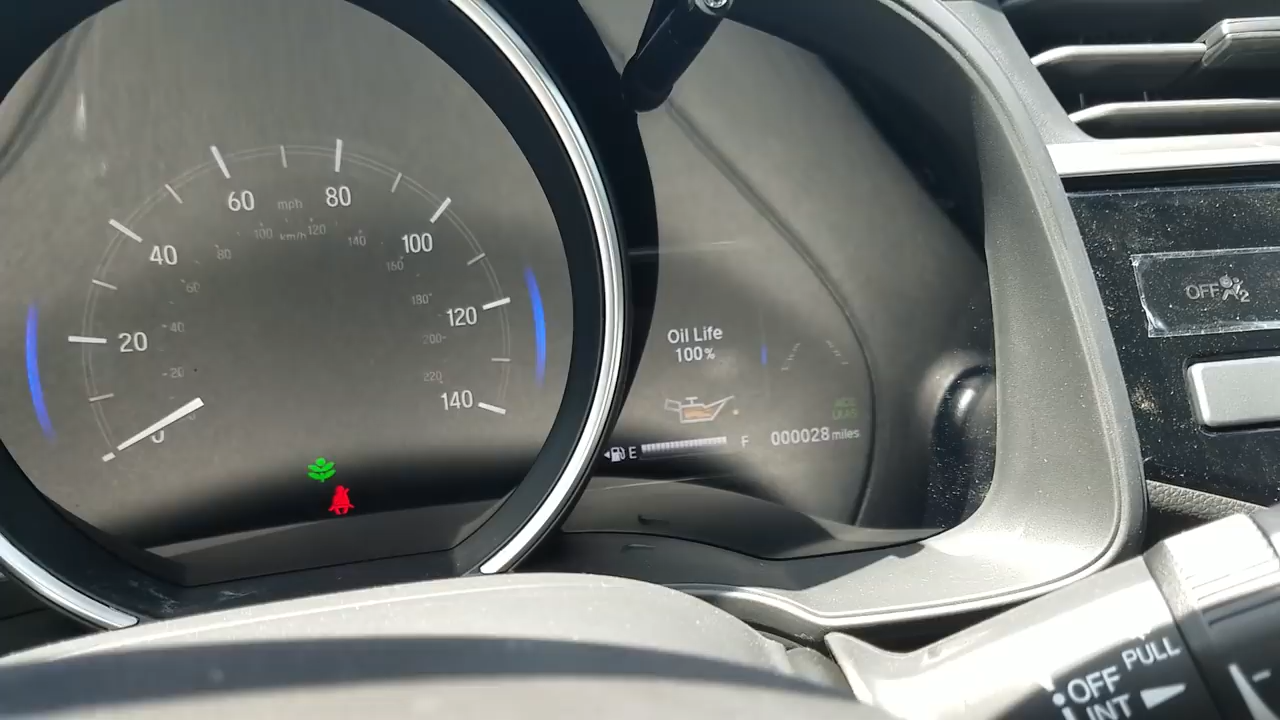 60 mph 80
100 km/h 120
40
80
140
100
160
60
180
20
40
120
200
20
220
140
0
Oil Life
100%
E
F
000028 miles
OFF 2
PULL
OFF
INT